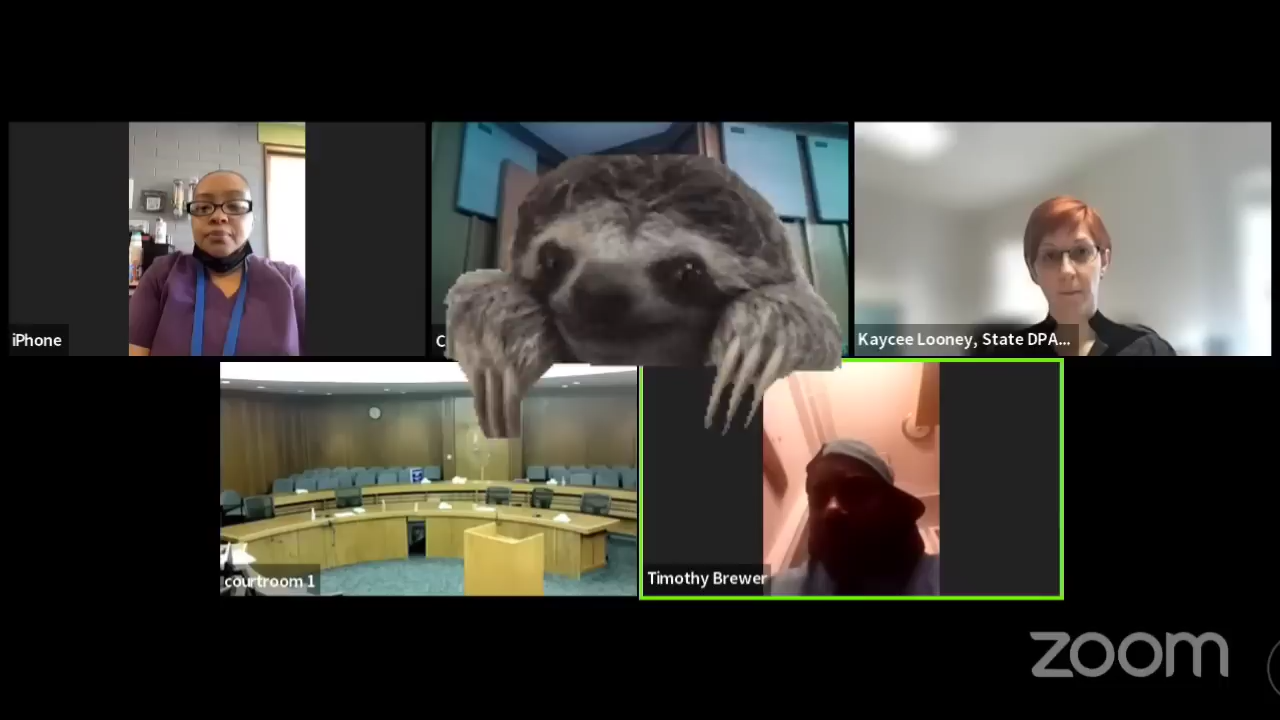 iPhone
C
Kaycee Looney, State DPA...
courtroom 1
Timothy Brewer
zoom